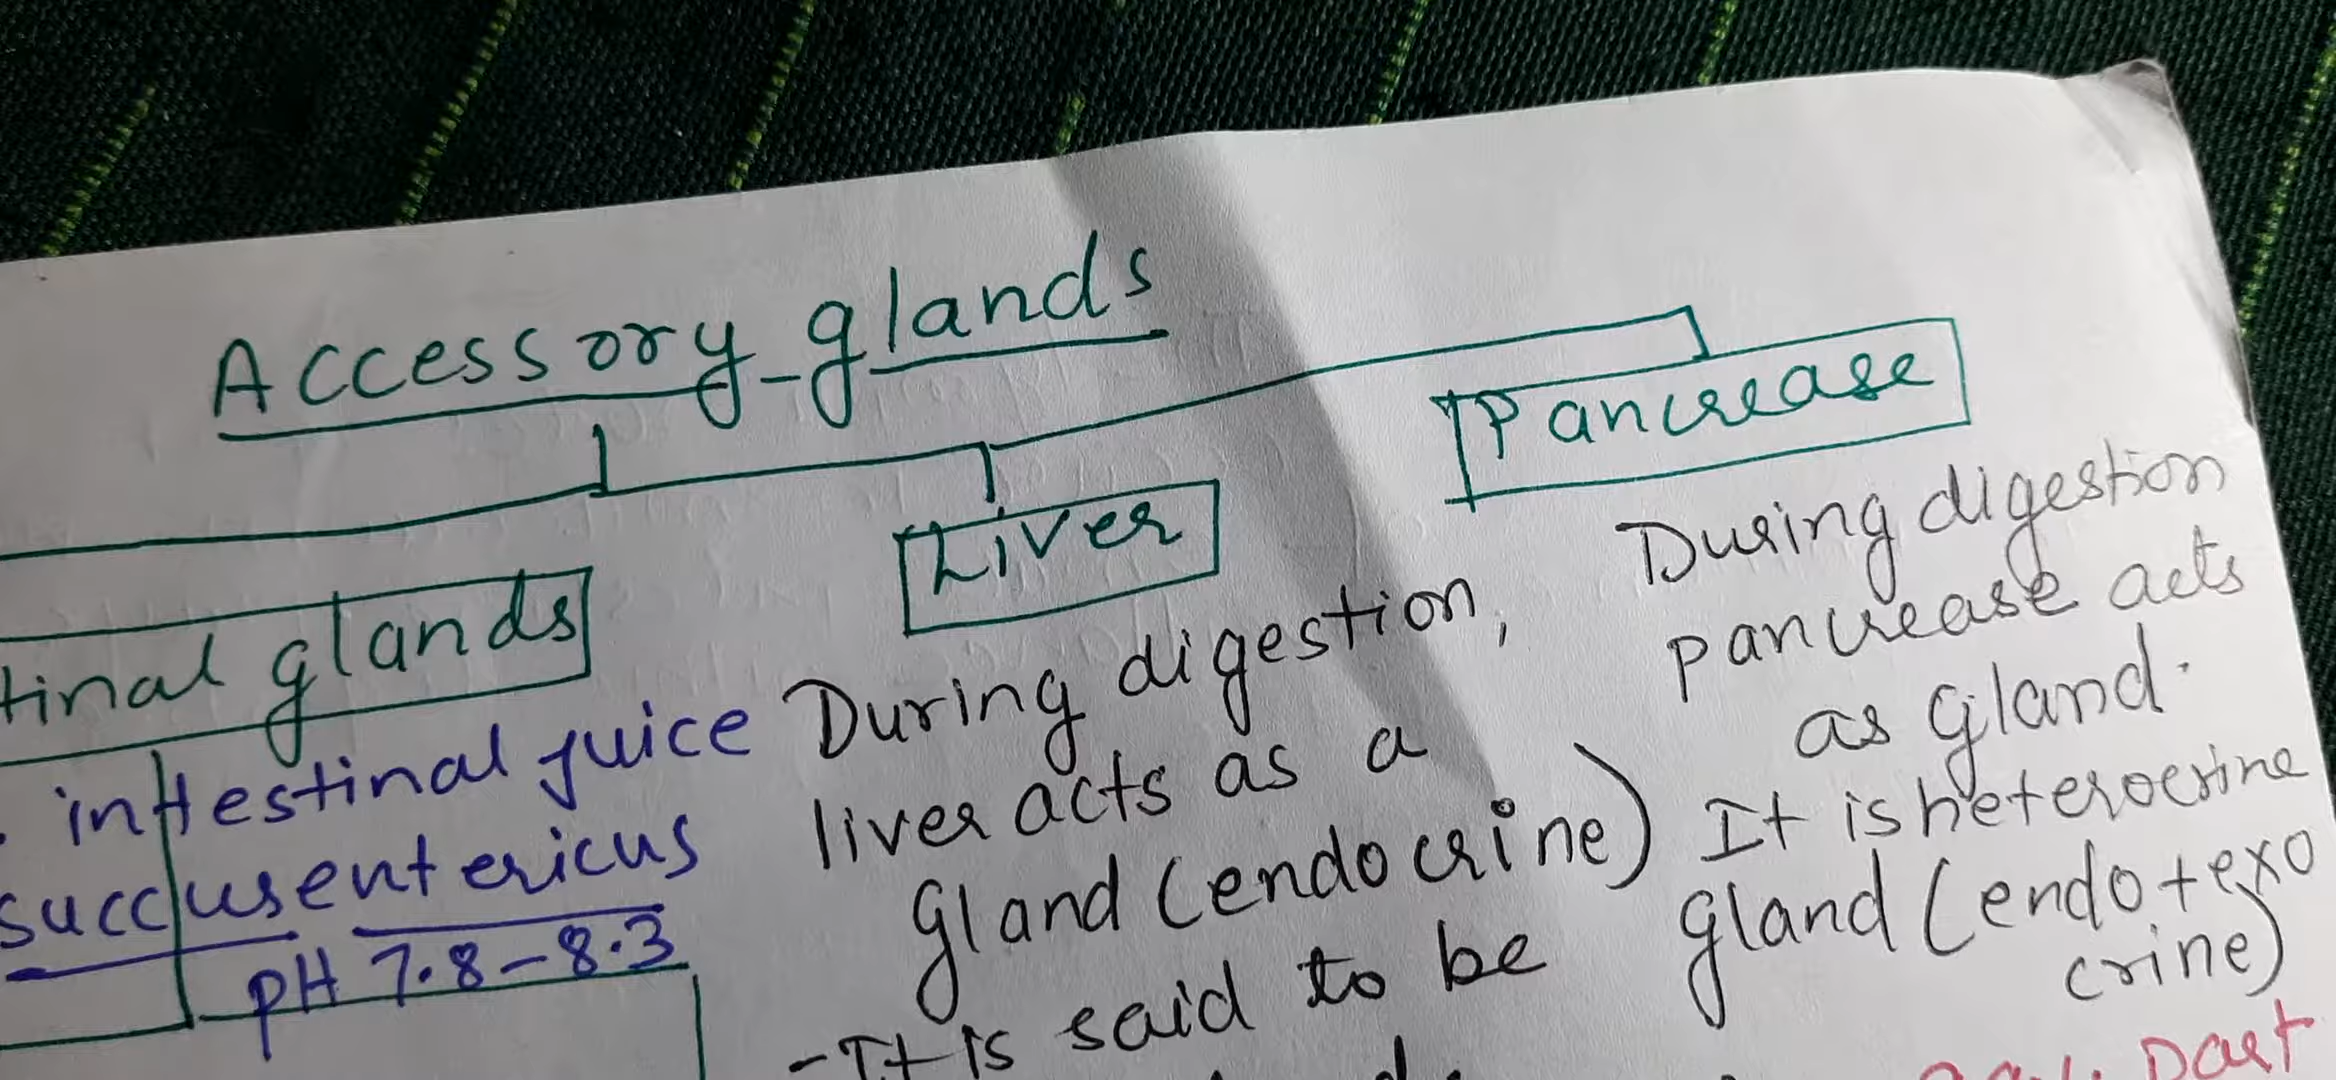 Accessory glands
tinal glands
intestinal juice
succusentericus
pH 7.8-8.3
Liver
During digestion,
liver acts as a
gland (endocrine)
- It is said to be
Pancrease
During digestion
pancrease acts
as gland.
It is heterocrine
gland (endo+exo
crine)
Part